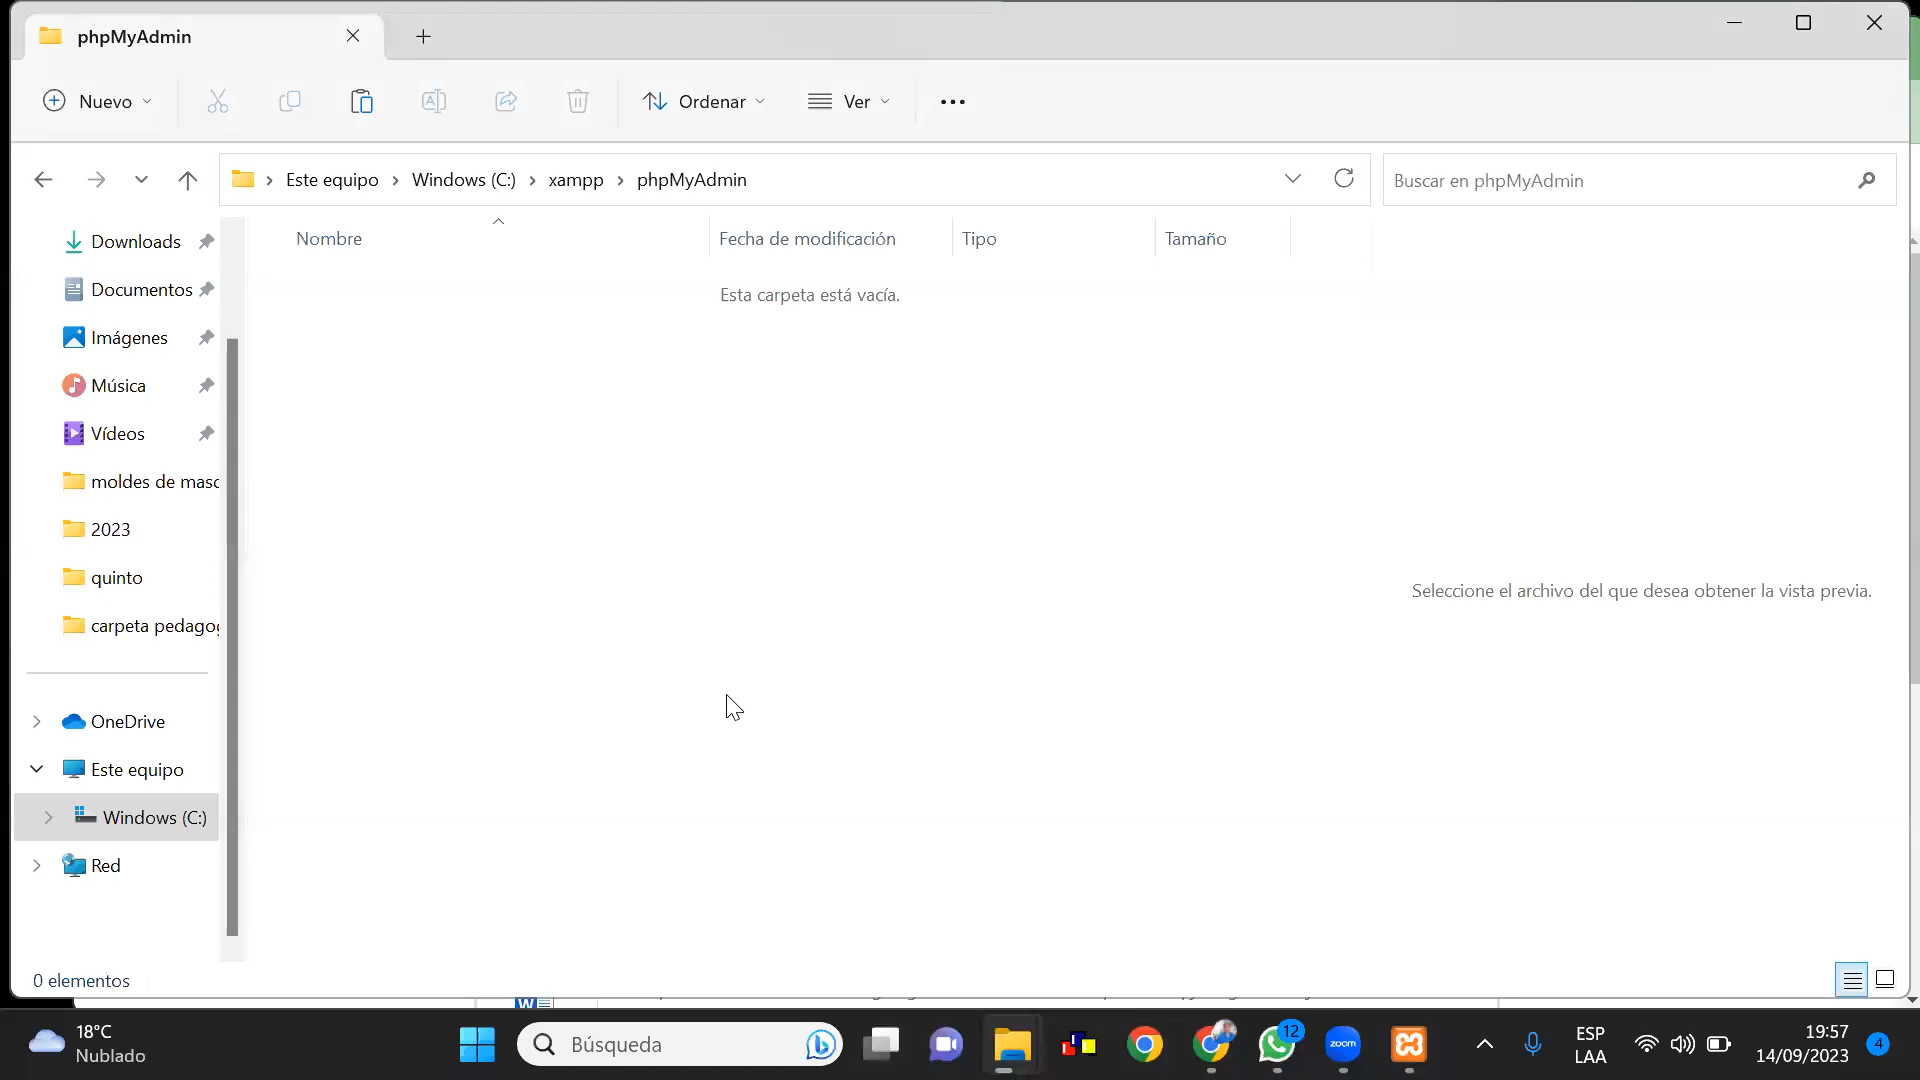 phpMyAdmin
Nuevo
Ordenar
Ver
Este equipo > Windows (C:) > xampp > phpMyAdmin
Buscar en phpMyAdmin
Nombre
Fecha de modificación
Tipo
Tamaño
Esta carpeta está vacía.
Downloads
Documentos
Imágenes
Música
Vídeos
moldes de masc
2023
quinto
carpeta pedagog
OneDrive
Este equipo
Windows (C:)
Red
Seleccione el archivo del que desea obtener la vista previa.
0 elementos
18°C
Nublado
Búsqueda
12
zoom
ESP
LAA
19:57
14/09/2023
4